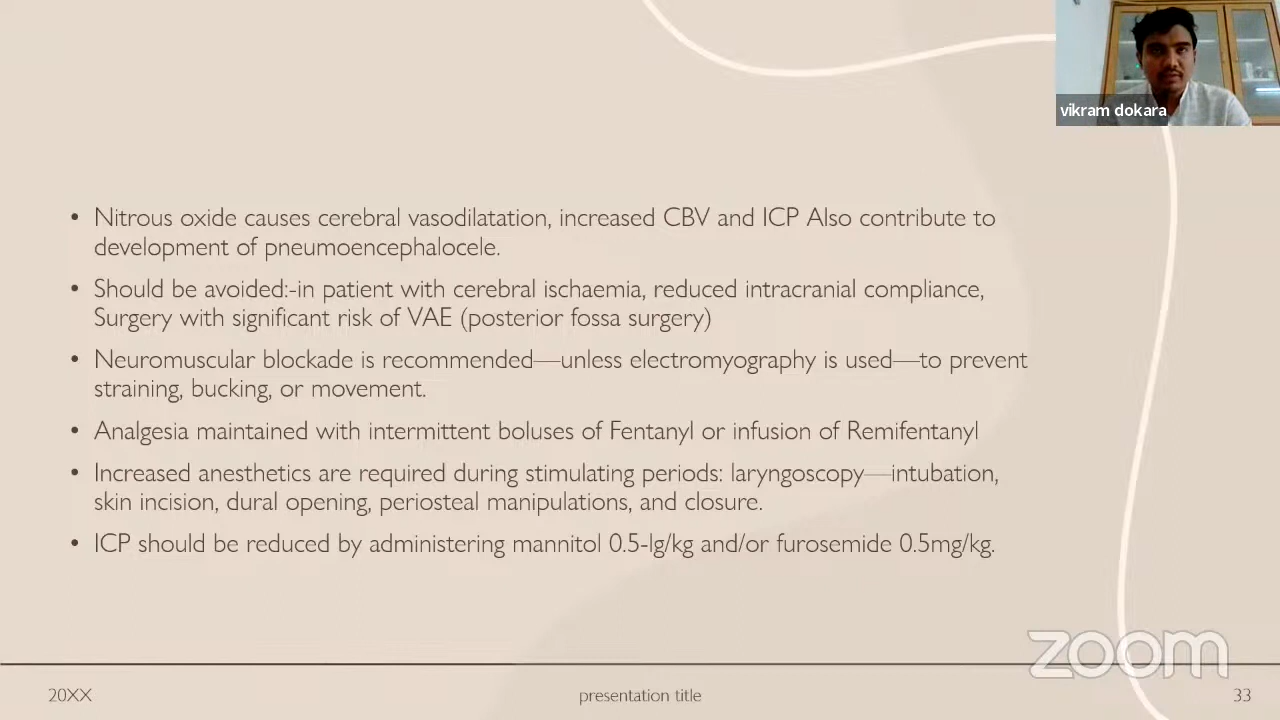 vikram dokara
• Nitrous oxide causes cerebral vasodilatation, increased CBV and ICP Also contribute to
development of pneumoencephalocele.
• Should be avoided:-in patient with cerebral ischaemia, reduced intracranial compliance,
Surgery with significant risk of VAE (posterior fossa surgery)
• Neuromuscular blockade is recommended—unless electromyography is used—to prevent
straining, bucking, or movement.
• Analgesia maintained with intermittent boluses of Fentanyl or infusion of Remifentanyl
• Increased anesthetics are required during stimulating periods: laryngoscopy—intubation,
skin incision, dural opening, periosteal manipulations, and closure.
• ICP should be reduced by administering mannitol 0.5-lg/kg and/or furosemide 0.5mg/kg.
zoom
20XX
presentation title
33